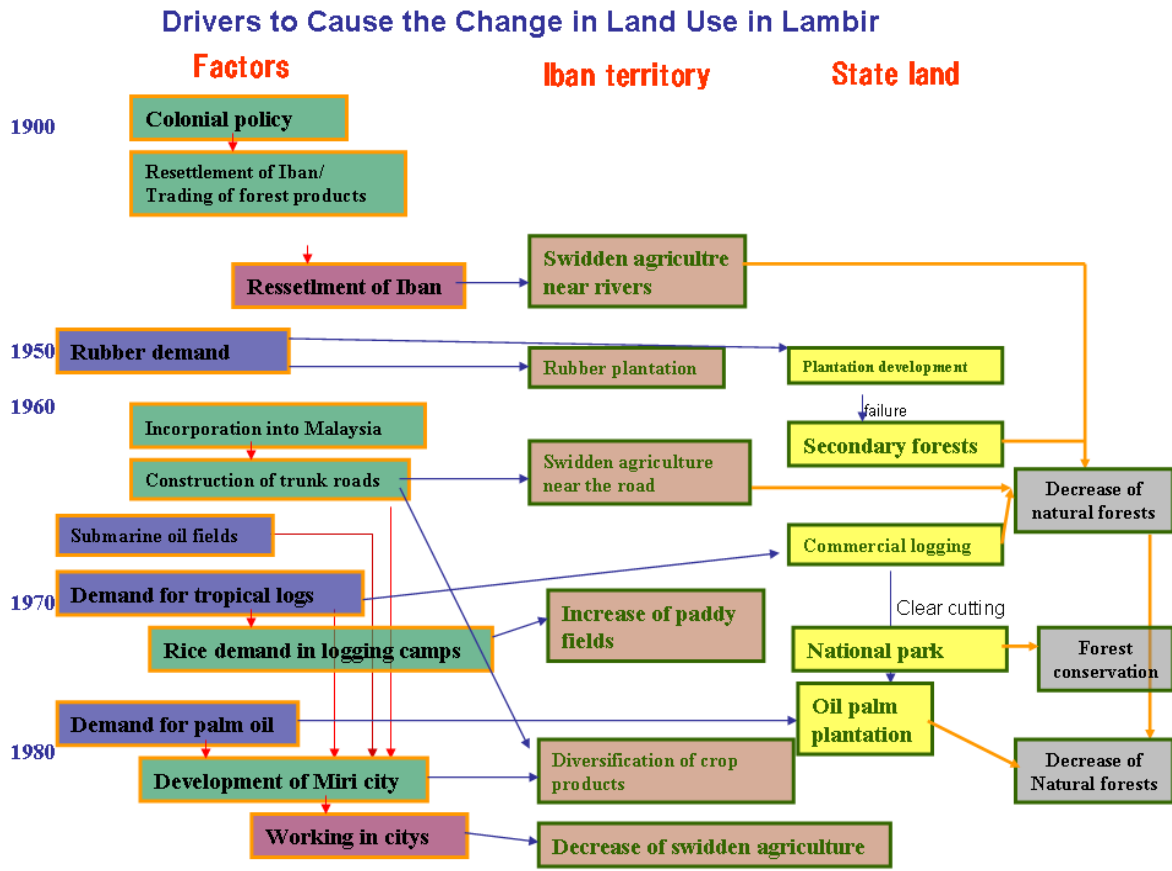 Drivers to Cause the Change in Land Use in Lambir
Factors
Iban territory
State land
1900
Colonial policy
Resettlement of Iban/
Trading of forest products
Ressetlment of Iban
Swidden agricultre
near rivers
1950
Rubber demand
Rubber plantation
Plantation development
1960
failure
Incorporation into Malaysia
Secondary forests
Construction of trunk roads
Swidden agriculture
near the road
Decrease of
natural forests
Submarine oil fields
Commercial logging
1970
Demand for tropical logs
Clear cutting
Increase of paddy
fields
Rice demand in logging camps
National park
Forest
conservation
Demand for palm oil
Oil palm
plantation
1980
Development of Miri city
Diversification of crop
products
Decrease of
Natural forests
Working in citys
Decrease of swidden agriculture